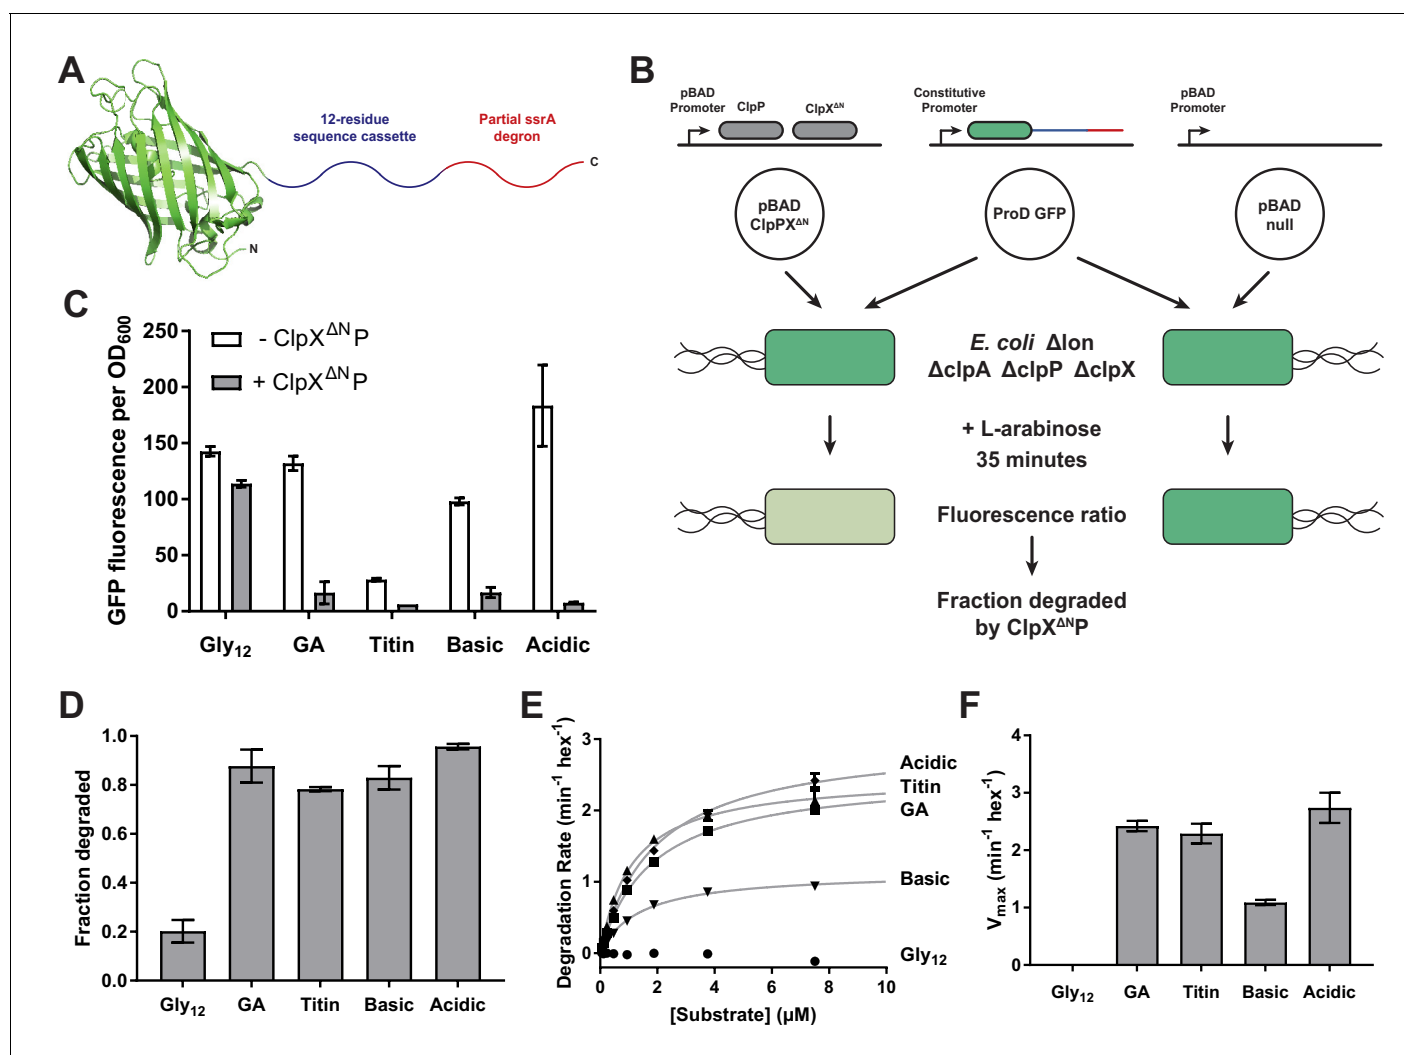 A
12-residue
sequence cassette
Partial ssrA
degron
C
N
B
pBAD
Promoter
ClpP
ClpXΔN
Constitutive
Promoter
pBAD
Promoter
pBAD
ClpPXΔN
ProD GFP
pBAD
null
E. coli Δlon
ΔclpA ΔclpP ΔclpX
+ L-arabinose
35 minutes
Fluorescence ratio
Fraction degraded
by ClpXΔNP
C
GFP fluorescence per OD600
250
200
150
100
50
0
- ClpXΔNP
+ ClpXΔNP
Gly12 GA Titin Basic Acidic
D
Fraction degraded
1.0
0.8
0.6
0.4
0.2
0.0
Gly12 GA Titin Basic Acidic
E
Degradation Rate (min-1 hex-1)
3
2
1
0
0 2 4 6 8 10
[Substrate] (µM)
Acidic
Titin
GA
Basic
Gly12
F
Vmax (min-1 hex-1)
4
3
2
1
0
Gly12 GA Titin Basic Acidic